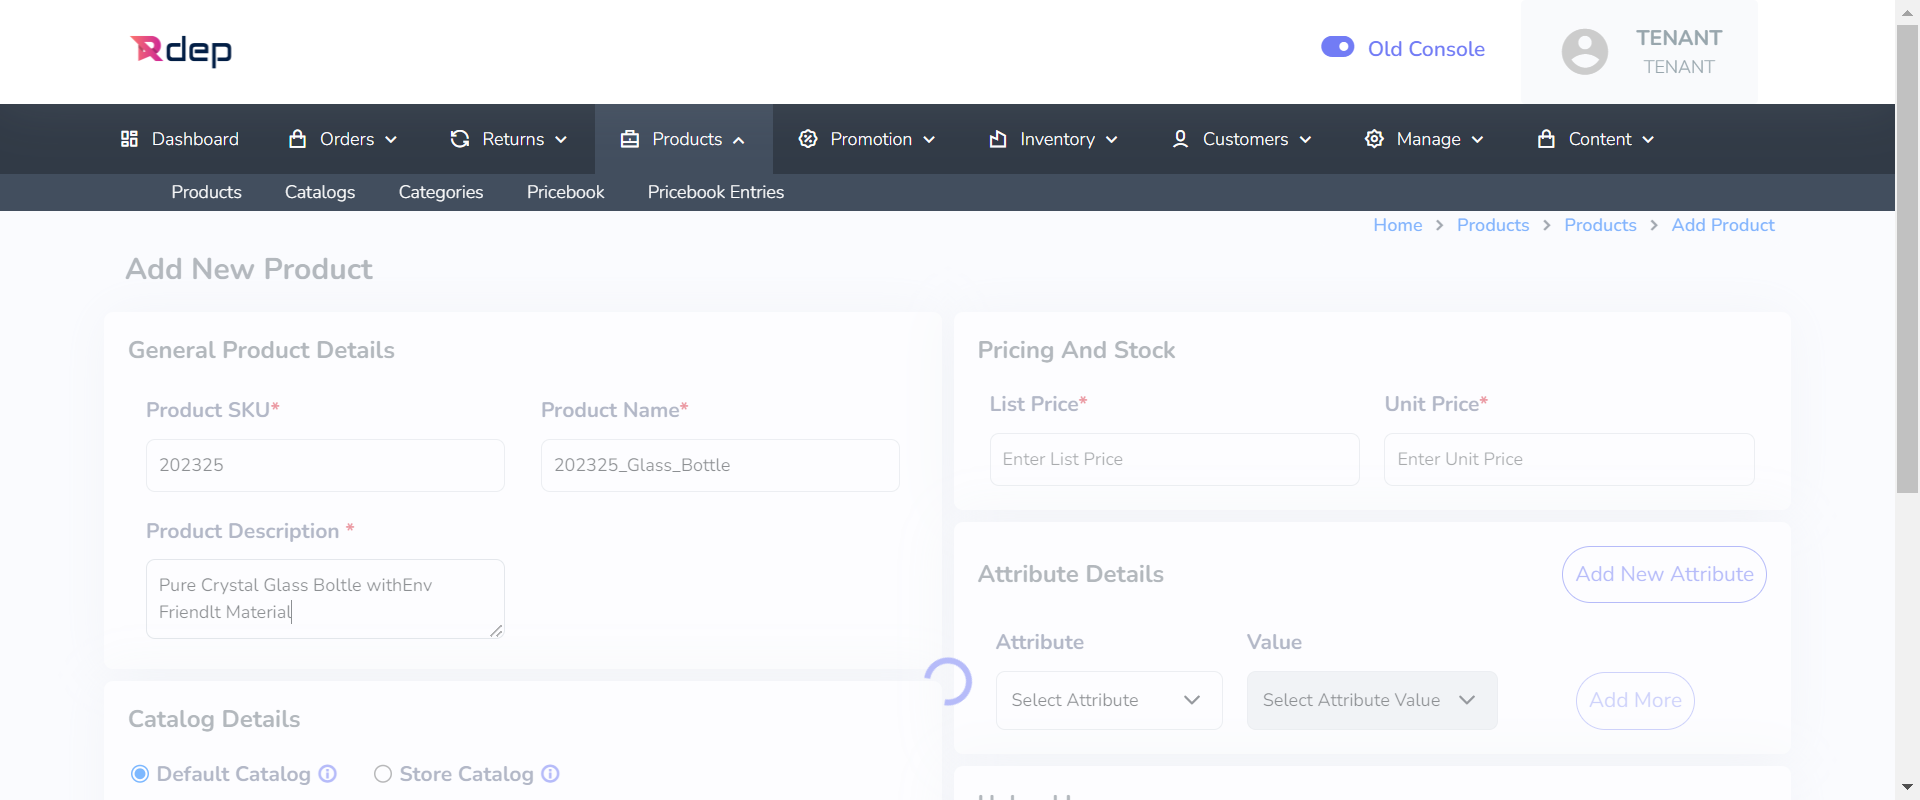 Rdep
Old Console
TENANT
TENANT
Dashboard Orders Returns Products Promotion Inventory Customers Manage Content
Products Catalogs Categories Pricebook Pricebook Entries
Home > Products > Products > Add Product
Add New Product
General Product Details
Product SKU* Product Name*
202325 202325_Glass_Bottle
Product Description *
Pure Crystal Glass Boltle withEnv
Friendlt Material
Catalog Details
Default Catalog Store Catalog
Pricing And Stock
List Price* Unit Price*
Enter List Price Enter Unit Price
Attribute Details Add New Attribute
Attribute Value
Select Attribute Select Attribute Value Add More